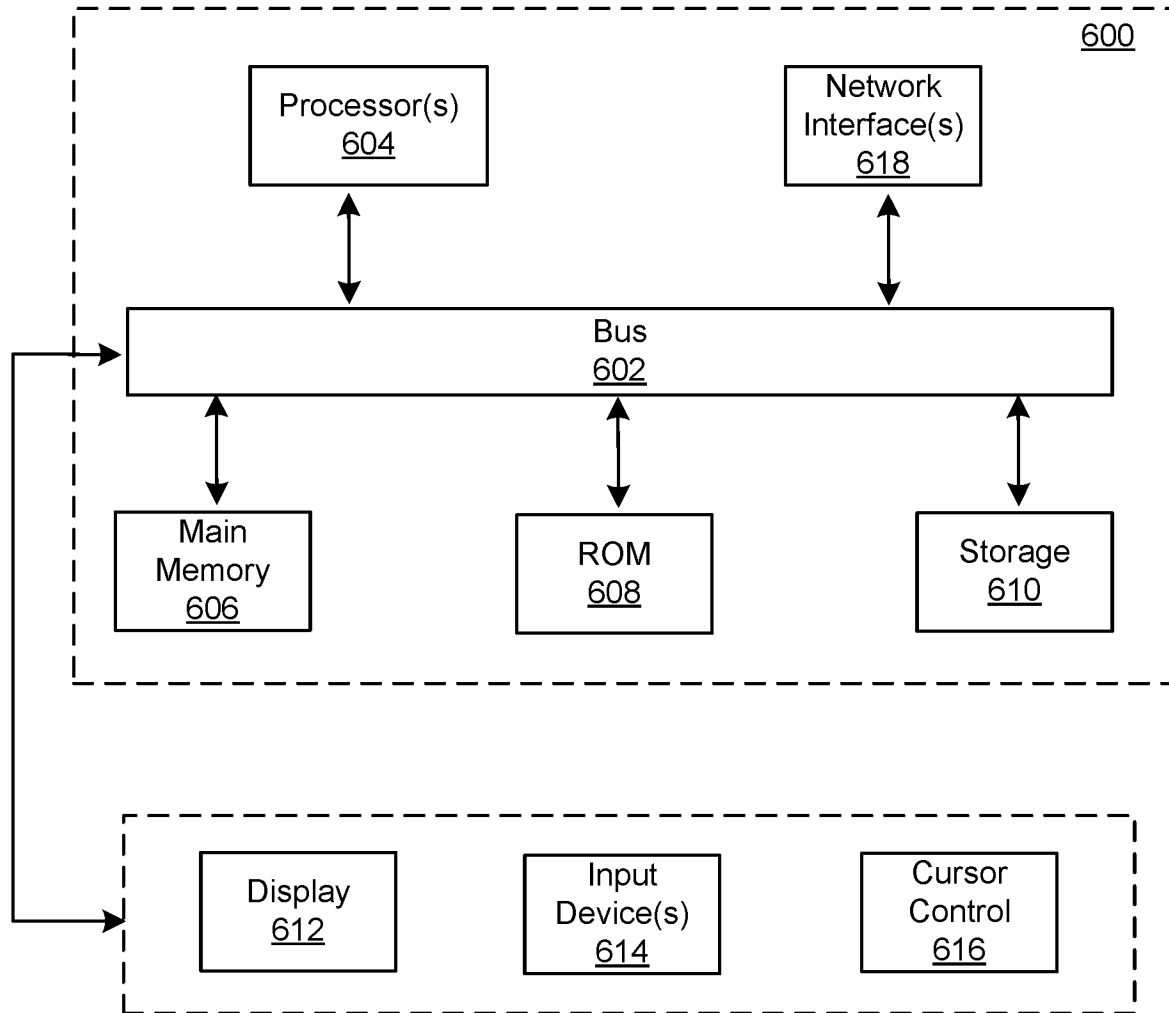 600
Processor(s)
604
Network
Interface(s)
618
Bus
602
Main
Memory
606
ROM
608
Storage
610
Display
612
Input
Device(s)
614
Cursor
Control
616